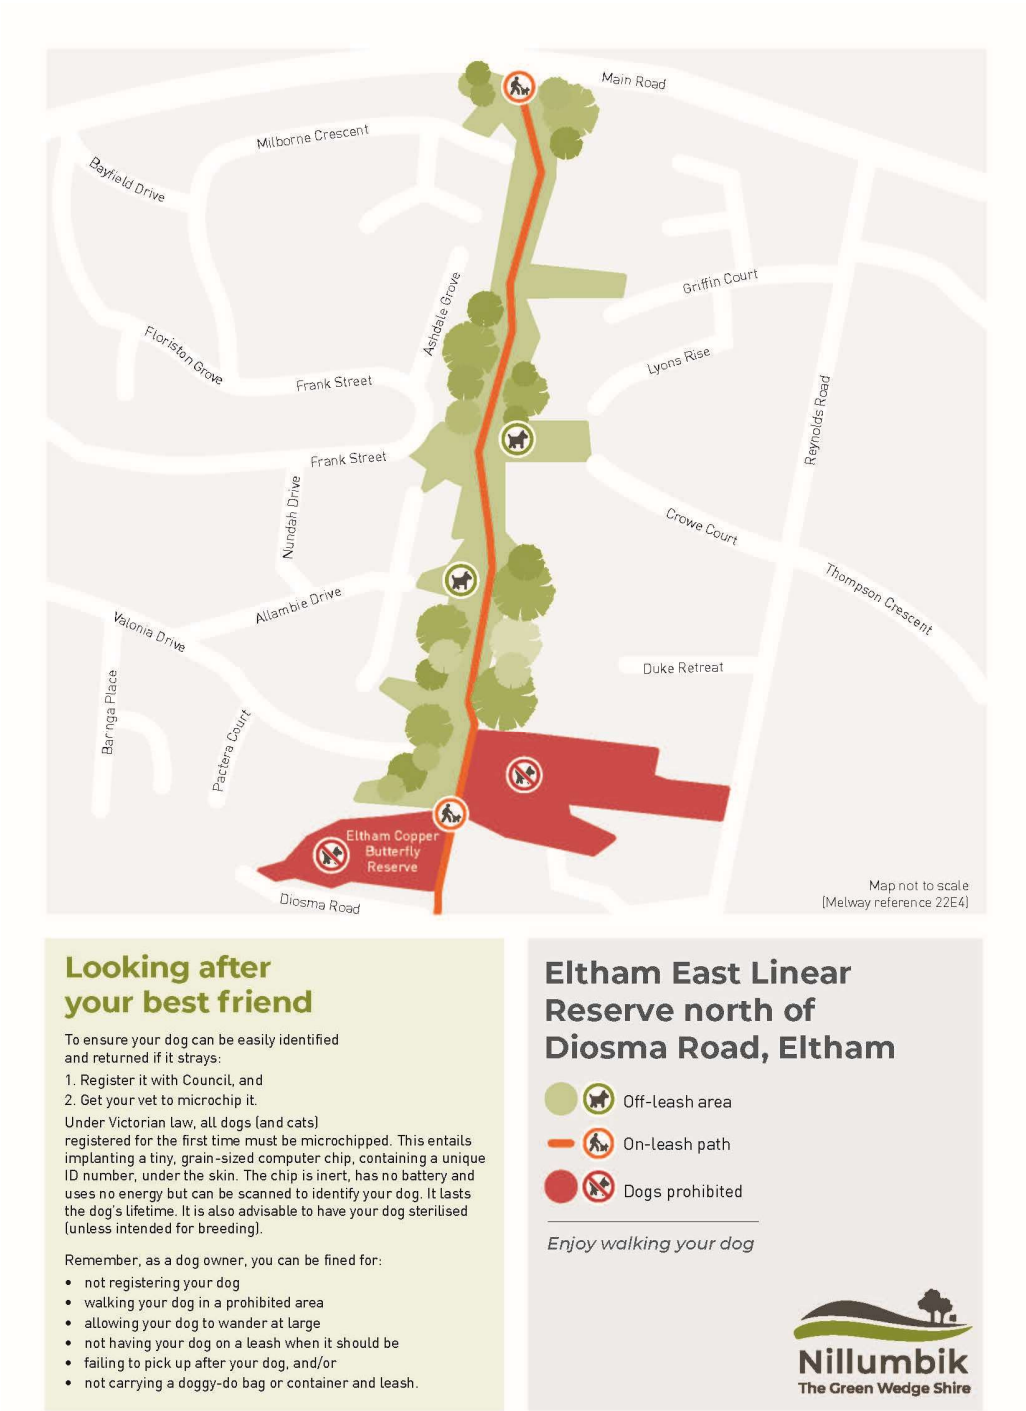 Main Road
Milborne Crescent
Bayfield Drive
Griffin Court
Ashdale Grove
Floriston Grove
Lyons Rise
Frank Street
Reynolds Road
Frank Street
Nundah Drive
Crowe Court
Thompson Crescent
Allambie Drive
Valonia Drive
Duke Retreat
Baringa Place
Pactera Court
Eltham Copper
Butterfly
Reserve
Diosma Road
Map not to scale
(Melway reference 22E4)
Looking after
your best friend
To ensure your dog can be easily identified
and returned if it strays:
1. Register it with Council, and
2. Get your vet to microchip it.
Under Victorian law, all dogs (and cats)
registered for the first time must be microchipped. This entails
implanting a tiny, grain-sized computer chip, containing a unique
ID number, under the skin. The chip is inert, has no battery and
uses no energy but can be scanned to identify your dog. It lasts
the dog's lifetime. It is also advisable to have your dog sterilised
(unless intended for breeding).
Remember, as a dog owner, you can be fined for:
• not registering your dog
• walking your dog in a prohibited area
• allowing your dog to wander at large
• not having your dog on a leash when it should be
• failing to pick up after your dog, and/or
• not carrying a doggy-do bag or container and leash.
Eltham East Linear
Reserve north of
Diosma Road, Eltham
Off-leash area
On-leash path
Dogs prohibited
Enjoy walking your dog
Nillumbik
The Green Wedge Shire